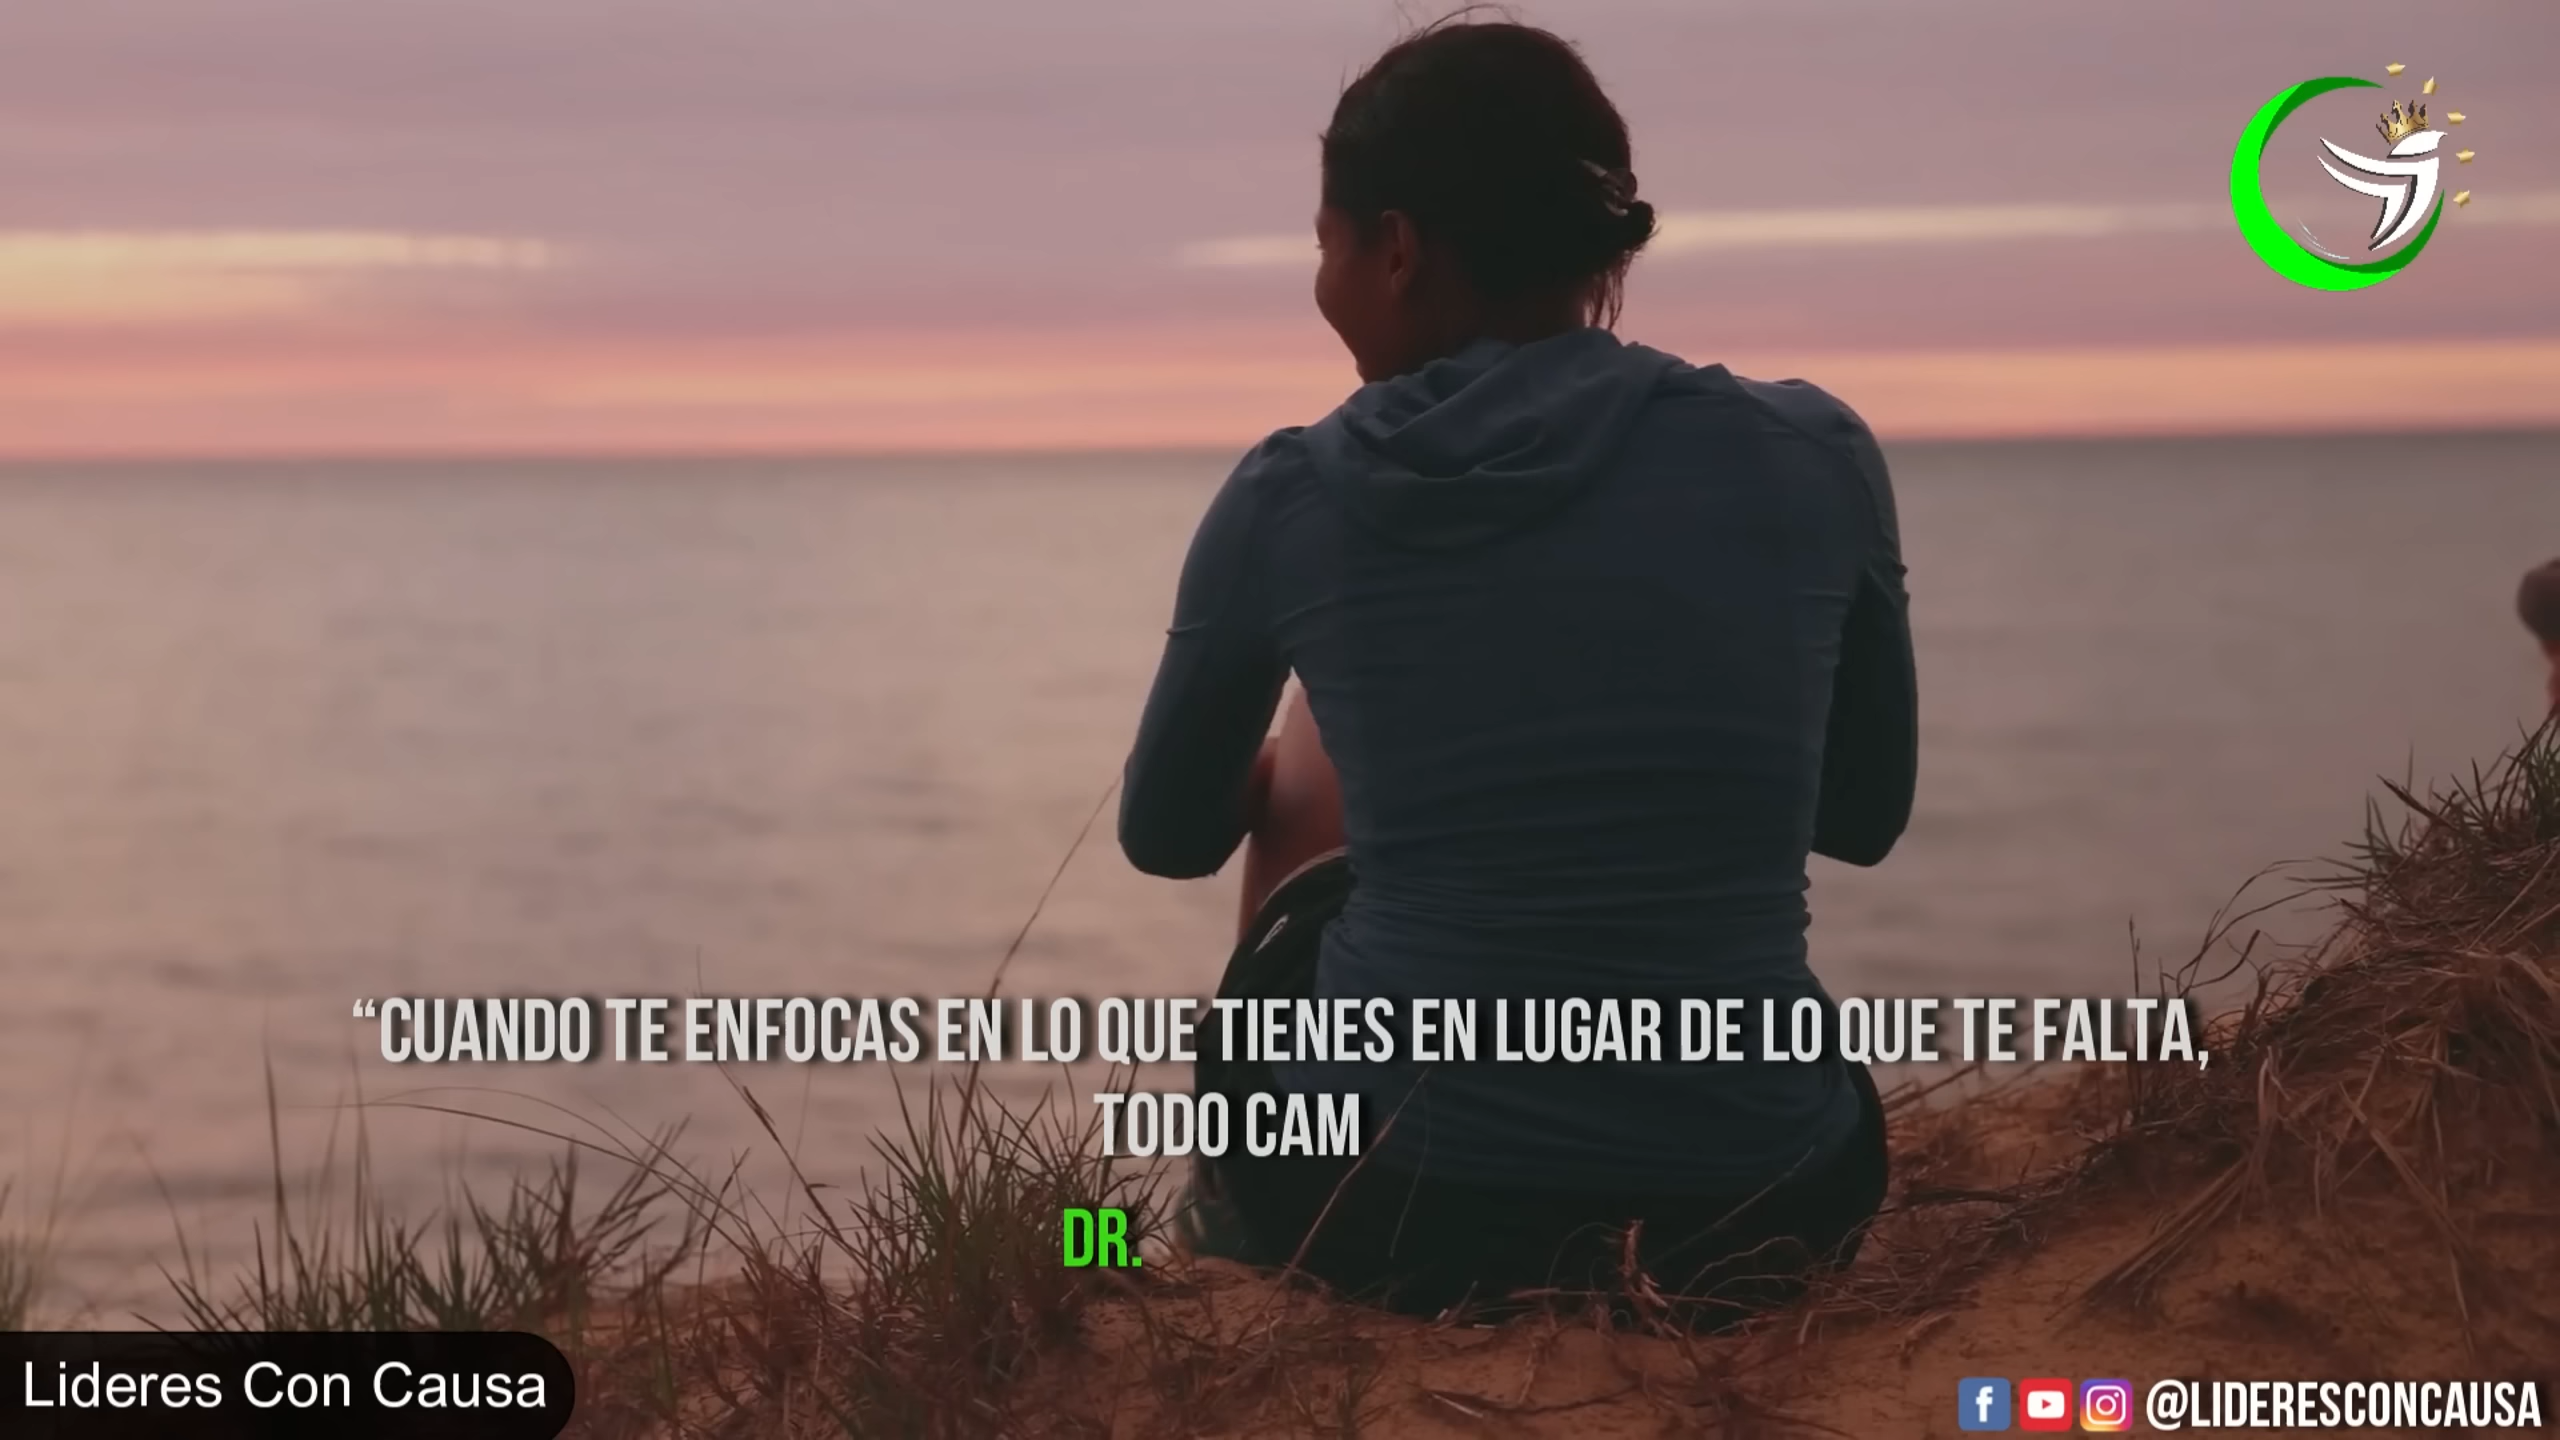 “CUANDO TE ENFOCAS EN LO QUE TIENES EN LUGAR DE LO QUE TE FALTA,
TODO CAM
DR.
Lideres Con Causa
@LIDERESCONCAUSA